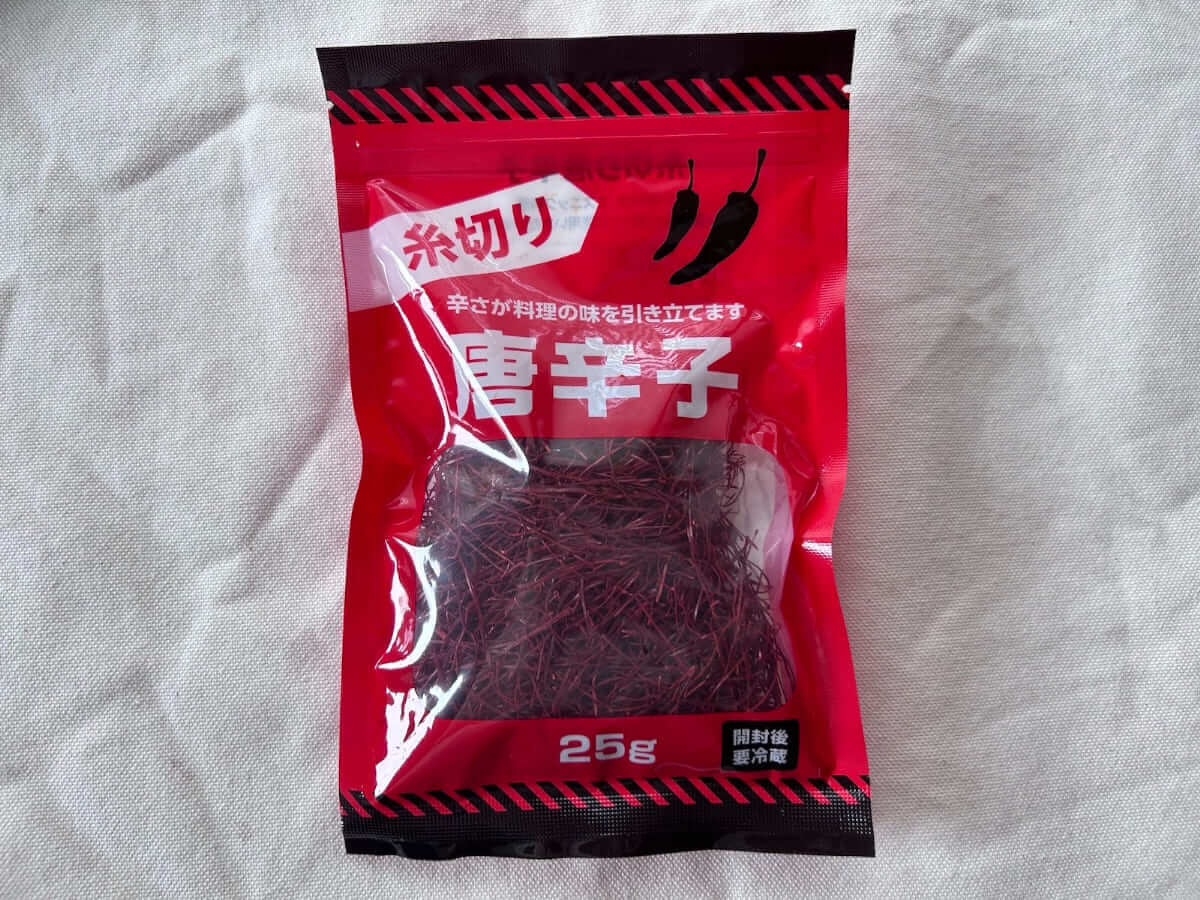 糸切り
辛さが料理の味を引き立てます
唐辛子
25g
開封後
要冷蔵